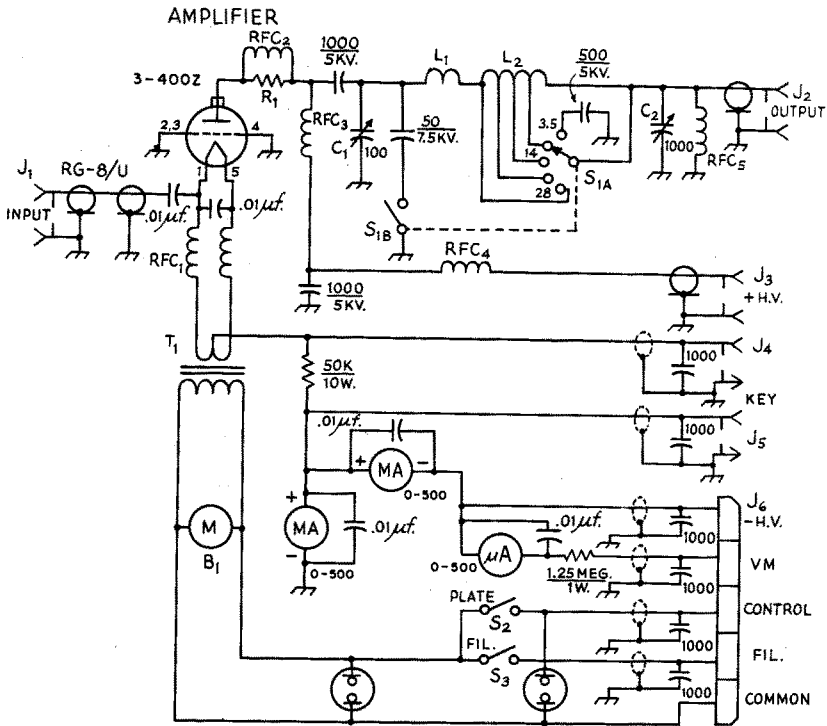 AMPLIFIER
RFC2
3-400Z
R1
1000
5KV.
L1
L2
500
5KV.
J2
OUTPUT
2,3
4
1
5
RFC3
C1
100
50
7.5KV.
3.5
14
28
S1A
C2
1000
RFC5
J1
RG-8/U
INPUT
.01µf.
.01µf.
S1B
RFC1
RFC4
J3
+H.V.
1000
5KV.
T1
50K
10W.
1000
J4
KEY
1000
J5
.01µf.
+
MA
-
0-500
+
MA
-
0-500
.01µf.
.01µf.
µA
0-500
1.25 MEG.
1W.
J6
-H.V.
1000
VM
1000
M
B1
PLATE
S2
CONTROL
1000
FIL.
S3
FIL.
1000
COMMON